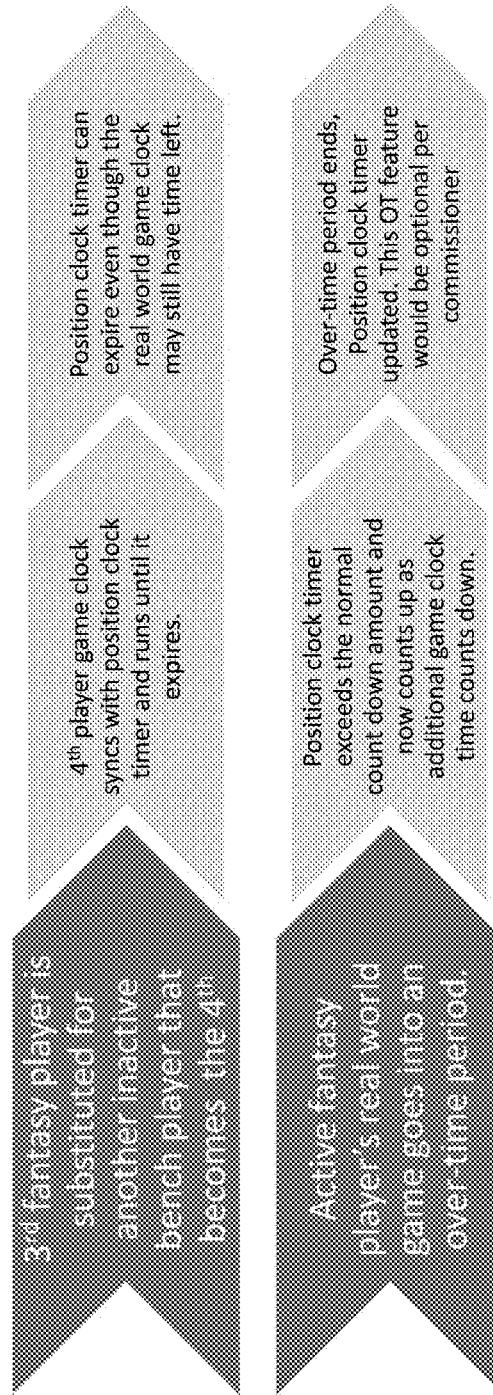 3rd fantasy player is
substituted for
another inactive
bench player that
becomes the 4th
4th player game clock
syncs with position clock
timer and runs until it
expires.
Position clock timer can
expire even though the
real world game clock
may still have time left.
Active fantasy
player's real world
game goes into an
over-time period.
Position clock timer
exceeds the normal
count down amount and
now counts up as
additional game clock
time counts down.
Over-time period ends,
Position clock timer
updated. This OT feature
would be optional per
commissioner